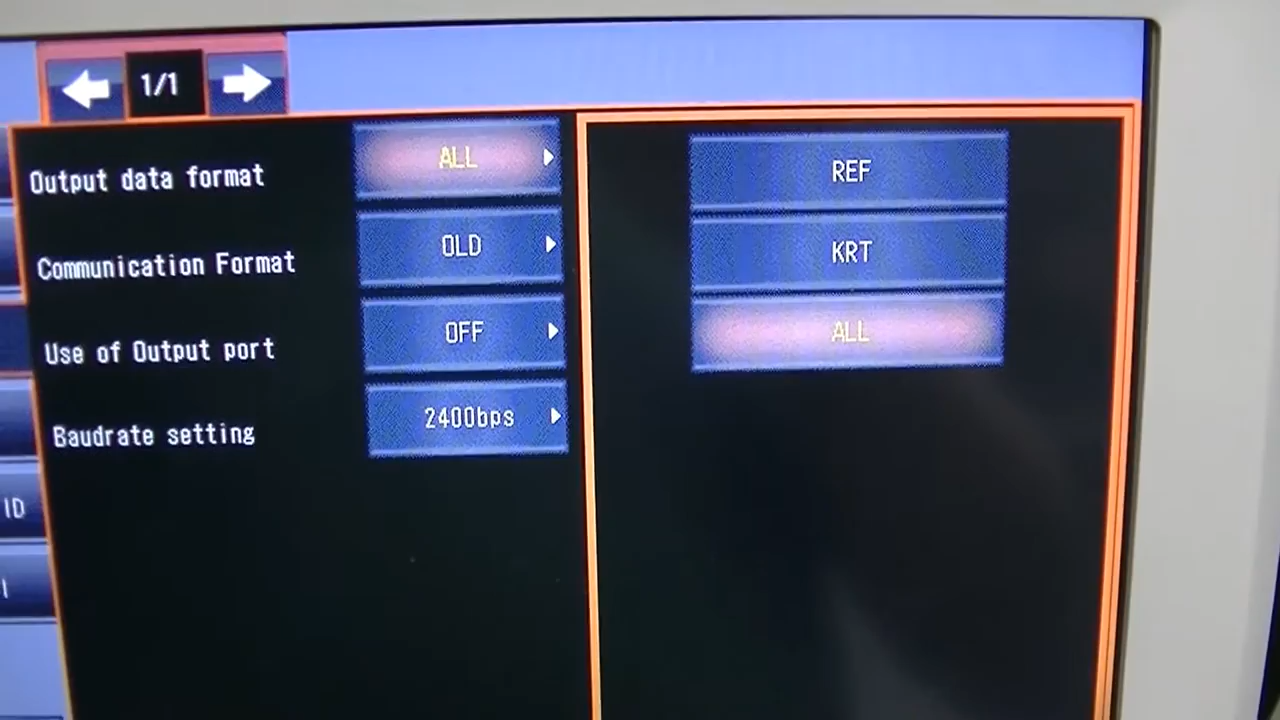 1/1
Output data format
ALL
Communication Format
OLD
Use of Output port
OFF
Baudrate setting
2400bps
REF
KRT
ALL
ID